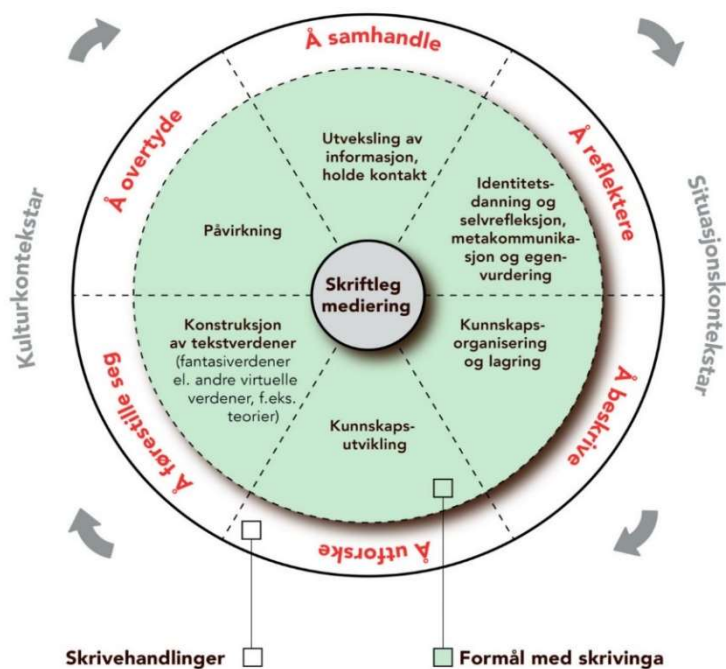 Å samhandle
Å overtyde
Å reflektere
Utveksling av
informasjon,
holde kontakt
Identitets-
danning og
selvrefleksjon,
metakommunika-
sjon og egen-
vurdering
Påvirkning
Kulturkontekstar
Situasjonskontekstar
Skriftleg
mediering
Konstruksjon
av tekstverdener
(fantasiverdener
el. andre virtuelle
verdener, f.eks.
teorier)
Kunnskaps-
organisering
og lagring
Kunnskaps-
utvikling
Å førestille seg
Å beskrive
Å utforske
Skrivehandlinger
Formål med skrivinga